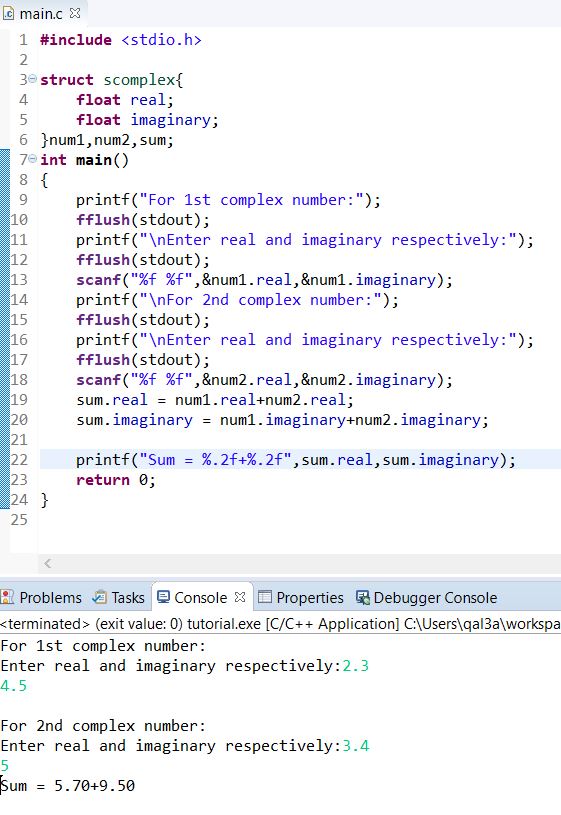 main.c
1 #include <stdio.h>
2
3 struct scomplex{
4 float real;
5 float imaginary;
6 }num1,num2,sum;
7 int main()
8 {
9 printf("For 1st complex number:");
10 fflush(stdout);
11 printf("\nEnter real and imaginary respectively:");
12 fflush(stdout);
13 scanf("%f %f",&num1.real,&num1.imaginary);
14 printf("\nFor 2nd complex number:");
15 fflush(stdout);
16 printf("\nEnter real and imaginary respectively:");
17 fflush(stdout);
18 scanf("%f %f",&num2.real,&num2.imaginary);
19 sum.real = num1.real+num2.real;
20 sum.imaginary = num1.imaginary+num2.imaginary;
21
22 printf("Sum = %.2f+%.2f",sum.real,sum.imaginary);
23 return 0;
24 }
25
Problems Tasks Console Properties Debugger Console
<terminated> (exit value: 0) tutorial.exe [C/C++ Application] C:\Users\qal3a\workspa
For 1st complex number:
Enter real and imaginary respectively:2.3
4.5
For 2nd complex number:
Enter real and imaginary respectively:3.4
5
Sum = 5.70+9.50